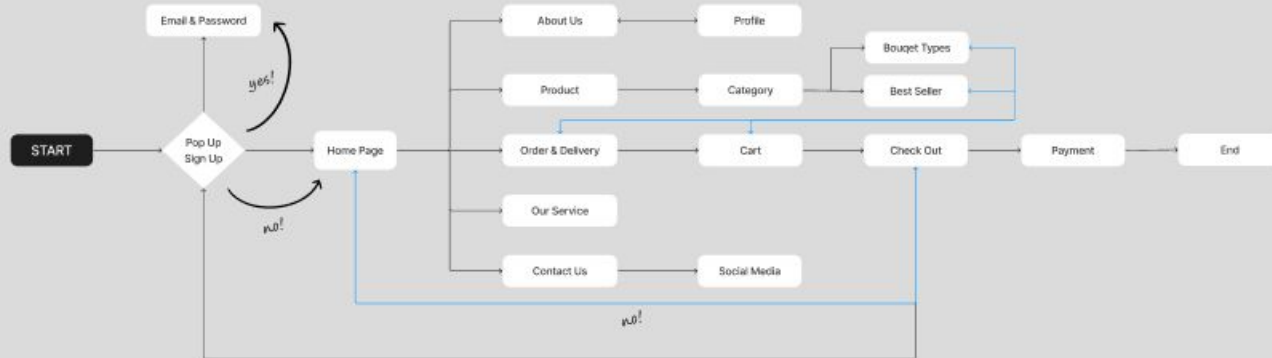 Email & Password
About Us
Profile
Bouqet Types
yes!
Product
Category
Best Seller
START
Pop Up
Sign Up
Home Page
Order & Delivery
Cart
Check Out
Payment
End
no!
Our Service
Contact Us
Social Media
no!